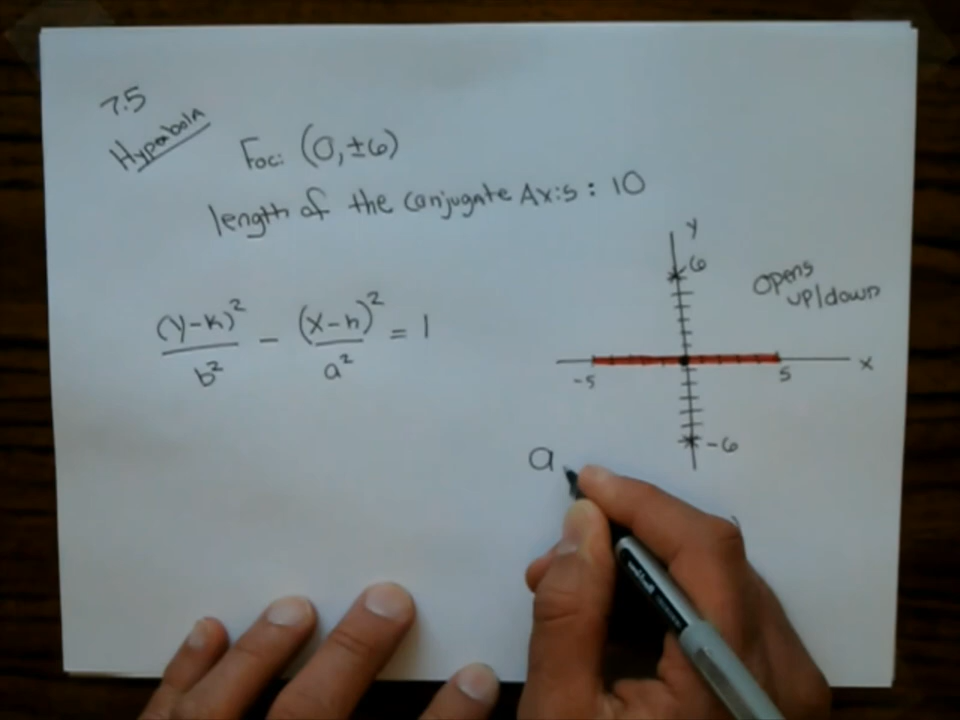 7.5
Hyperbola
Foci (0, ±6)
length of the conjugate Axis : 10
(y-k)² / b² - (x-h)² / a² = 1
y
6
Opens
up/down
-5
5
x
-6
a